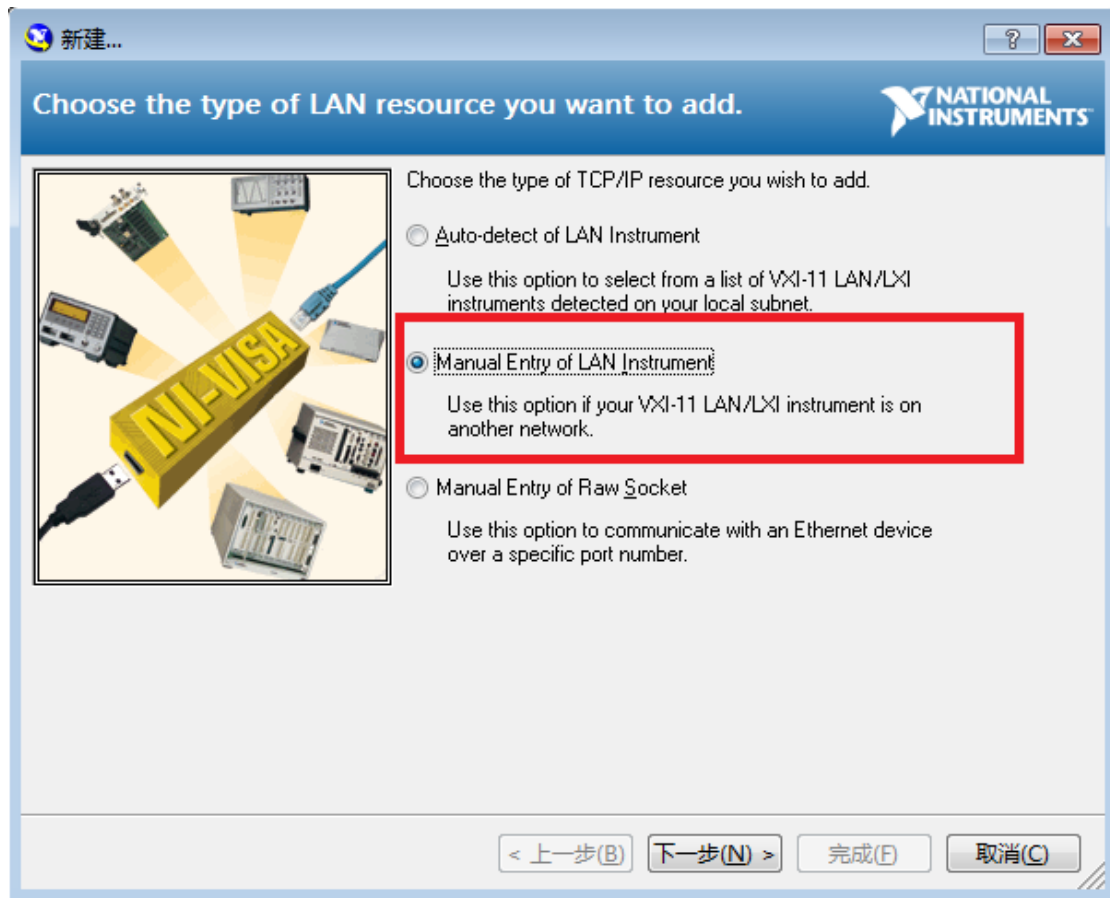 新建...
Choose the type of LAN resource you want to add.
NATIONAL
INSTRUMENTS
Choose the type of TCP/IP resource you wish to add.
Auto-detect of LAN Instrument
Use this option to select from a list of VXI-11 LAN/LXI
instruments detected on your local subnet.
Manual Entry of LAN Instrument
Use this option if your VXI-11 LAN/LXI instrument is on
another network.
Manual Entry of Raw Socket
Use this option to communicate with an Ethernet device
over a specific port number.
NI-VISA
< 上一步(B)
下一步(N) >
完成(F)
取消(C)